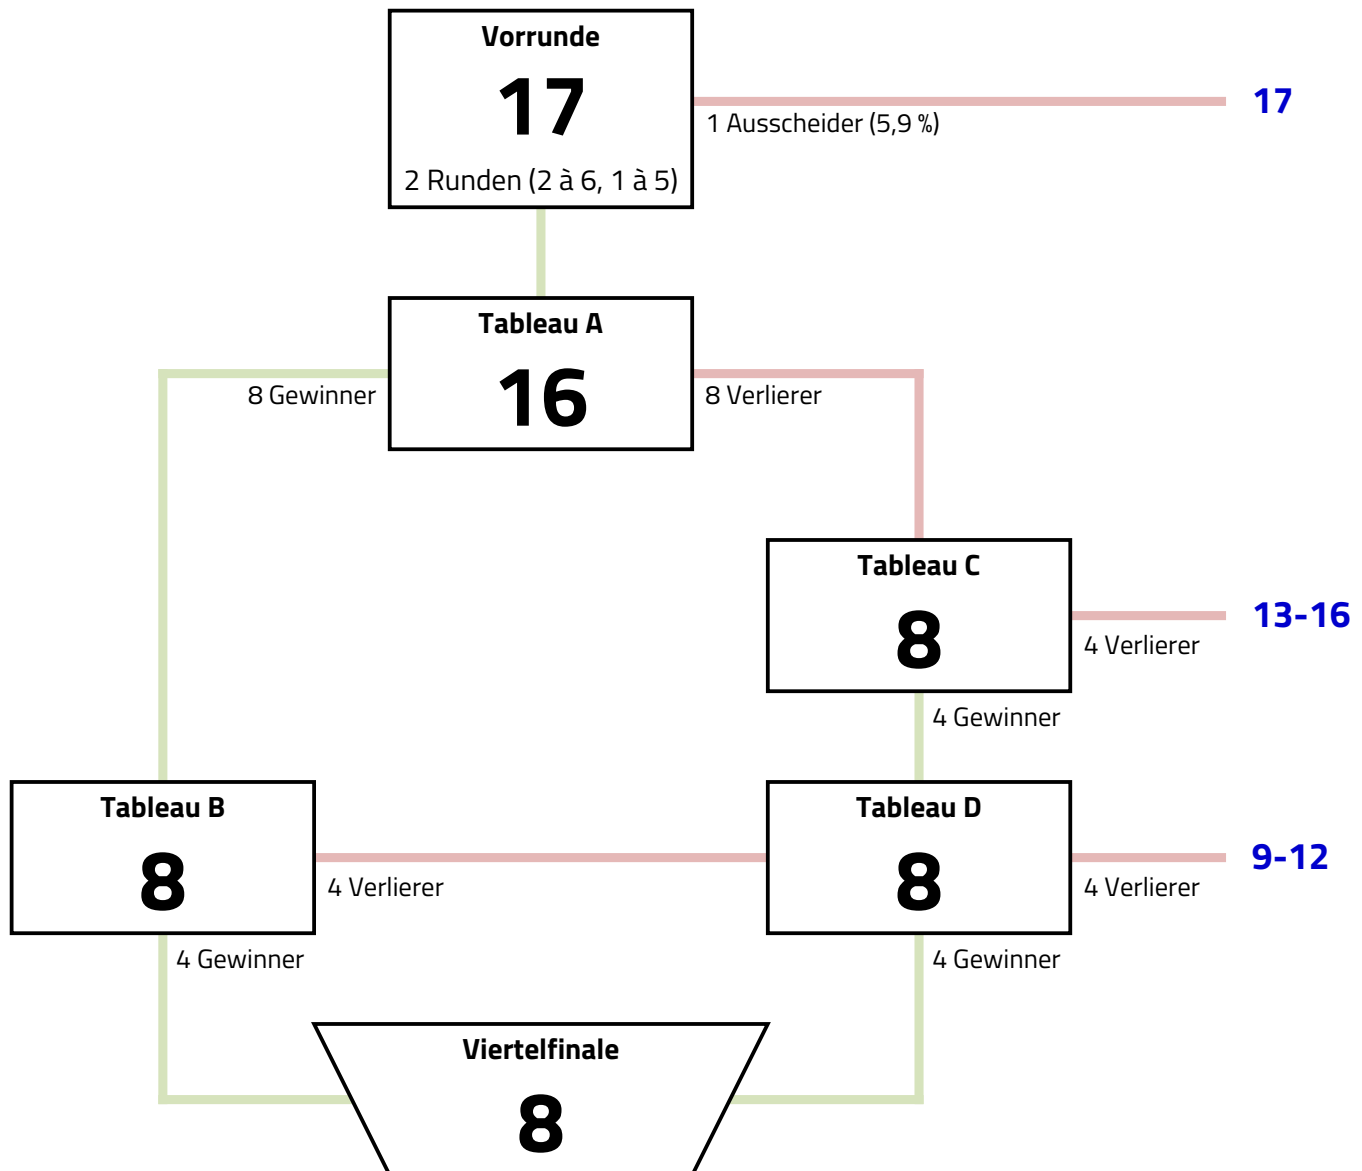 Vorrunde
17
2 Runden (2 à 6, 1 à 5)
1 Ausscheider (5,9 %)
17
Tableau A
16
8 Gewinner
8 Verlierer
Tableau C
8
4 Verlierer
13-16
4 Gewinner
Tableau B
8
4 Verlierer
4 Gewinner
Tableau D
8
4 Verlierer
9-12
4 Gewinner
Viertelfinale
8